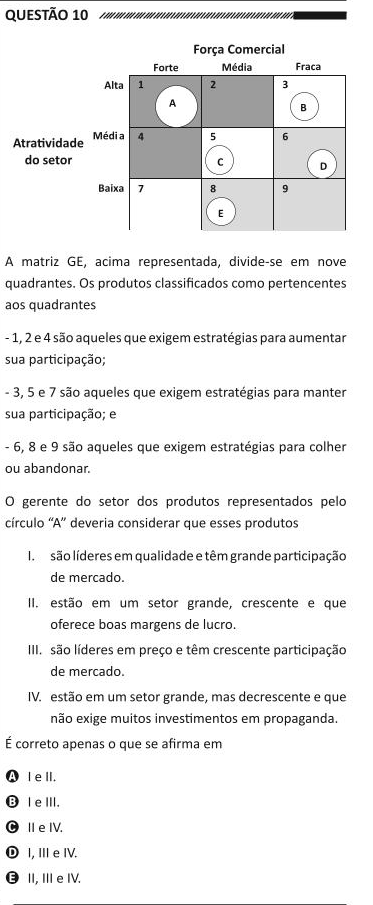 QUESTÃO 10
Força Comercial
Forte Média Fraca
Alta 1 2 3
A B
Atratividade do setor
Média 4 5 6
C D
Baixa 7 8 9
E
A matriz GE, acima representada, divide-se em nove
quadrantes. Os produtos classificados como pertencentes
aos quadrantes
- 1, 2 e 4 são aqueles que exigem estratégias para aumentar
sua participação;
- 3, 5 e 7 são aqueles que exigem estratégias para manter
sua participação; e
- 6, 8 e 9 são aqueles que exigem estratégias para colher
ou abandonar.
O gerente do setor dos produtos representados pelo
círculo “A” deveria considerar que esses produtos
I. são líderes em qualidade e têm grande participação
de mercado.
II. estão em um setor grande, crescente e que
oferece boas margens de lucro.
III. são líderes em preço e têm crescente participação
de mercado.
IV. estão em um setor grande, mas decrescente e que
não exige muitos investimentos em propaganda.
É correto apenas o que se afirma em
A I e II.
B I e III.
C II e IV.
D I, III e IV.
E II, III e IV.